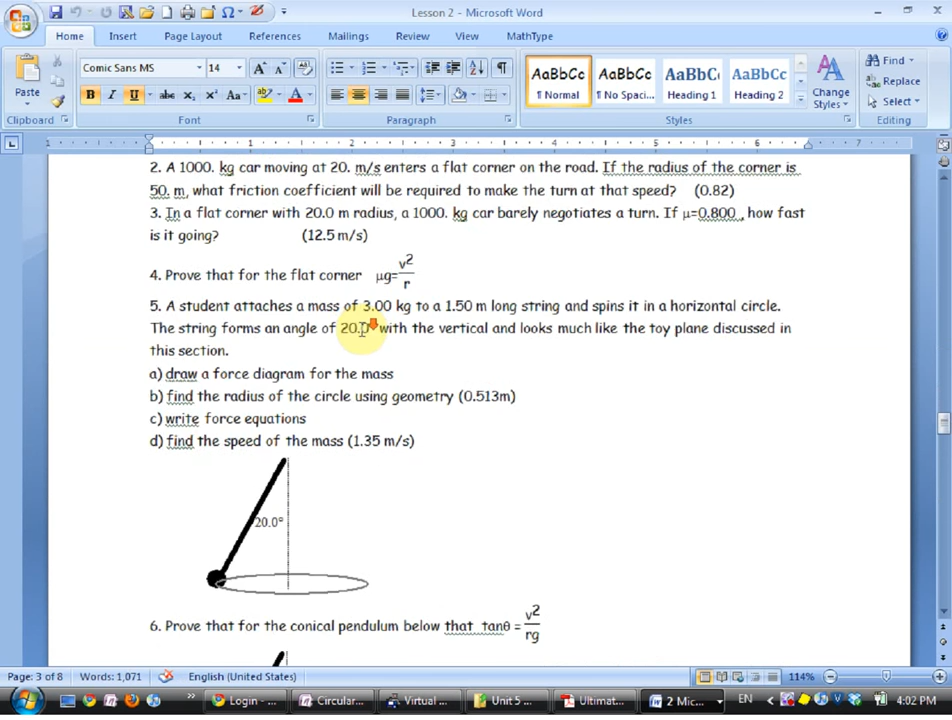 Lesson 2 - Microsoft Word
Home Insert Page Layout References Mailings Review View MathType
Paste
Comic Sans MS 14
AaBbCc AaBbCc AaBbC AaBbCc
¶ Normal ¶ No Spaci... Heading 1 Heading 2
Change Styles
Find
Replace
Select
Clipboard Font Paragraph Styles Editing
1 1 2 3 4 5 6 7
2. A 1000. kg car moving at 20. m/s enters a flat corner on the road. If the radius of the corner is
50. m, what friction coefficient will be required to make the turn at that speed? (0.82)
3. In a flat corner with 20.0 m radius, a 1000. kg car barely negotiates a turn. If μ=0.800 , how fast
is it going? (12.5 m/s)
4. Prove that for the flat corner μg=v²/r
5. A student attaches a mass of 3.00 kg to a 1.50 m long string and spins it in a horizontal circle.
The string forms an angle of 20.0° with the vertical and looks much like the toy plane discussed in
this section.
a) draw a force diagram for the mass
b) find the radius of the circle using geometry (0.513m)
c) write force equations
d) find the speed of the mass (1.35 m/s)
20.0°
6. Prove that for the conical pendulum below that tanθ = v²/rg
Page: 3 of 8 Words: 1,071 English (United States) 114%
Login - ... Circular... Virtual ... Unit 5 ... Ultimat... 2 Mic... EN 4:02 PM